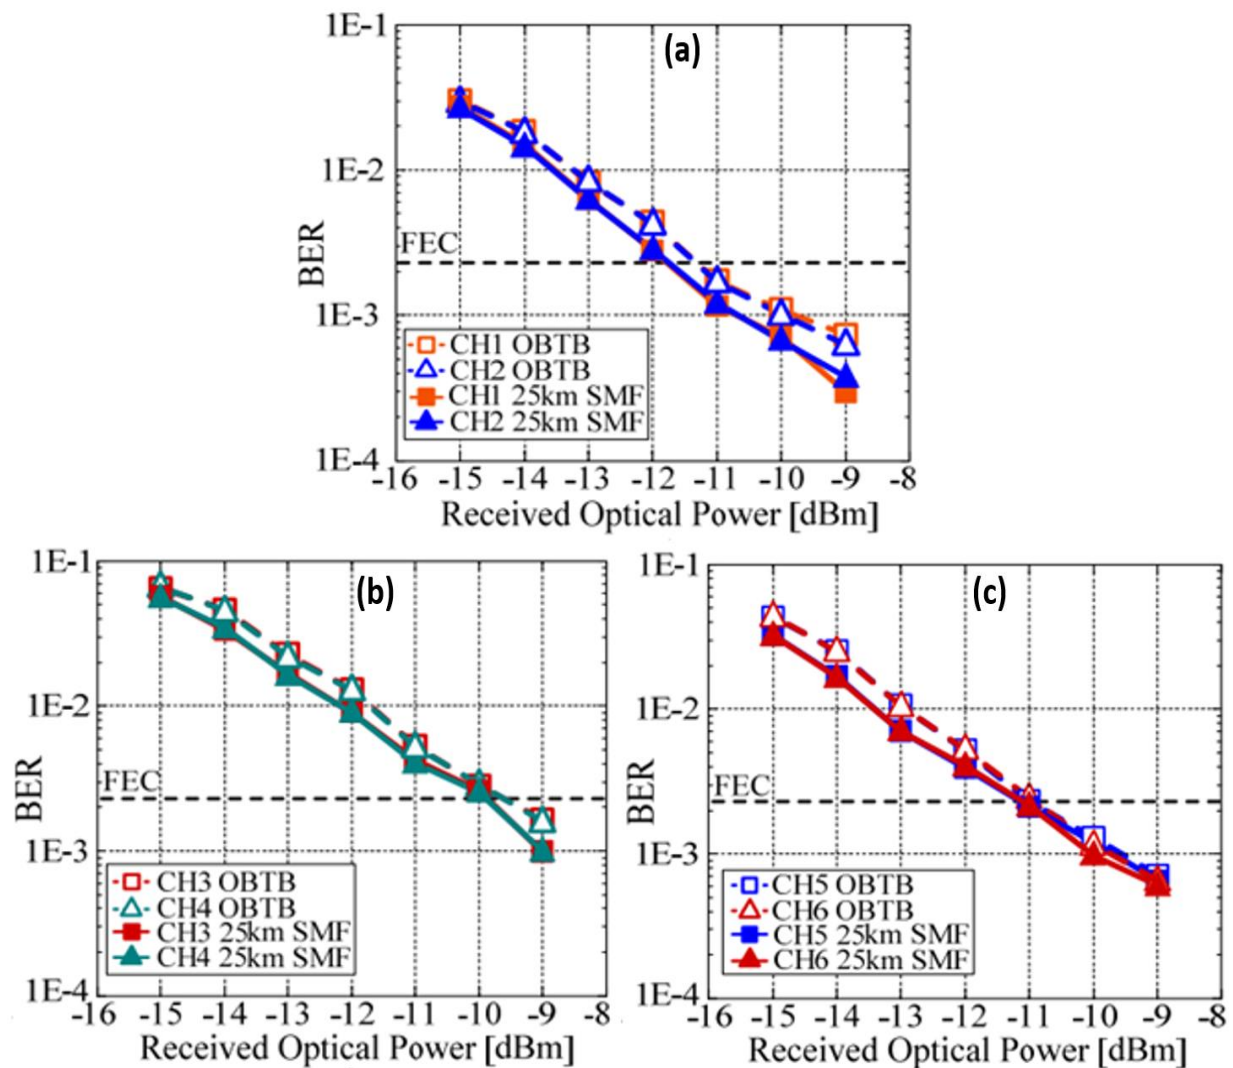 (a)
1E-1
1E-2
1E-3
1E-4
BER
FEC
CH1 OBTB
CH2 OBTB
CH1 25km SMF
CH2 25km SMF
-16 -15 -14 -13 -12 -11 -10 -9 -8
Received Optical Power [dBm]
(b)
1E-1
1E-2
1E-3
1E-4
BER
FEC
CH3 OBTB
CH4 OBTB
CH3 25km SMF
CH4 25km SMF
-16 -15 -14 -13 -12 -11 -10 -9 -8
Received Optical Power [dBm]
(c)
1E-1
1E-2
1E-3
1E-4
BER
FEC
CH5 OBTB
CH6 OBTB
CH5 25km SMF
CH6 25km SMF
-16 -15 -14 -13 -12 -11 -10 -9 -8
Received Optical Power [dBm]